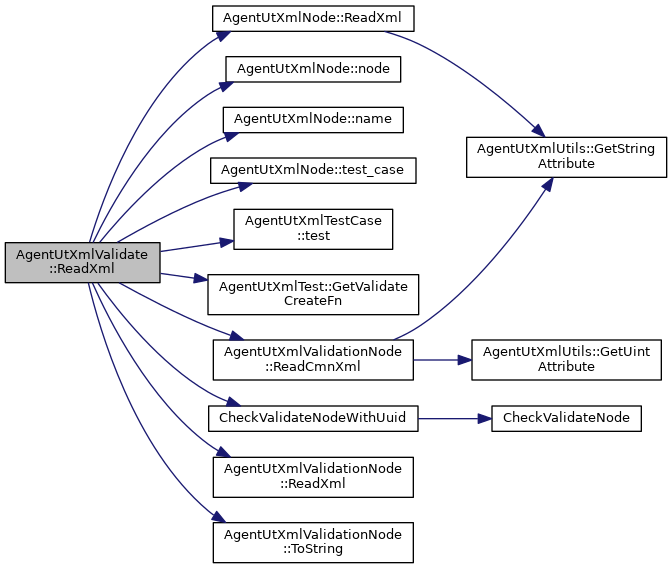 AgentUtXmlValidate
::ReadXml
AgentUtXmlNode::ReadXml
AgentUtXmlNode::node
AgentUtXmlNode::name
AgentUtXmlNode::test_case
AgentUtXmlTestCase
::test
AgentUtXmlTest::GetValidate
CreateFn
AgentUtXmlValidationNode
::ReadCmnXml
CheckValidateNodeWithUuid
AgentUtXmlValidationNode
::ReadXml
AgentUtXmlValidationNode
::ToString
AgentUtXmlUtils::GetString
Attribute
AgentUtXmlUtils::GetUint
Attribute
CheckValidateNode